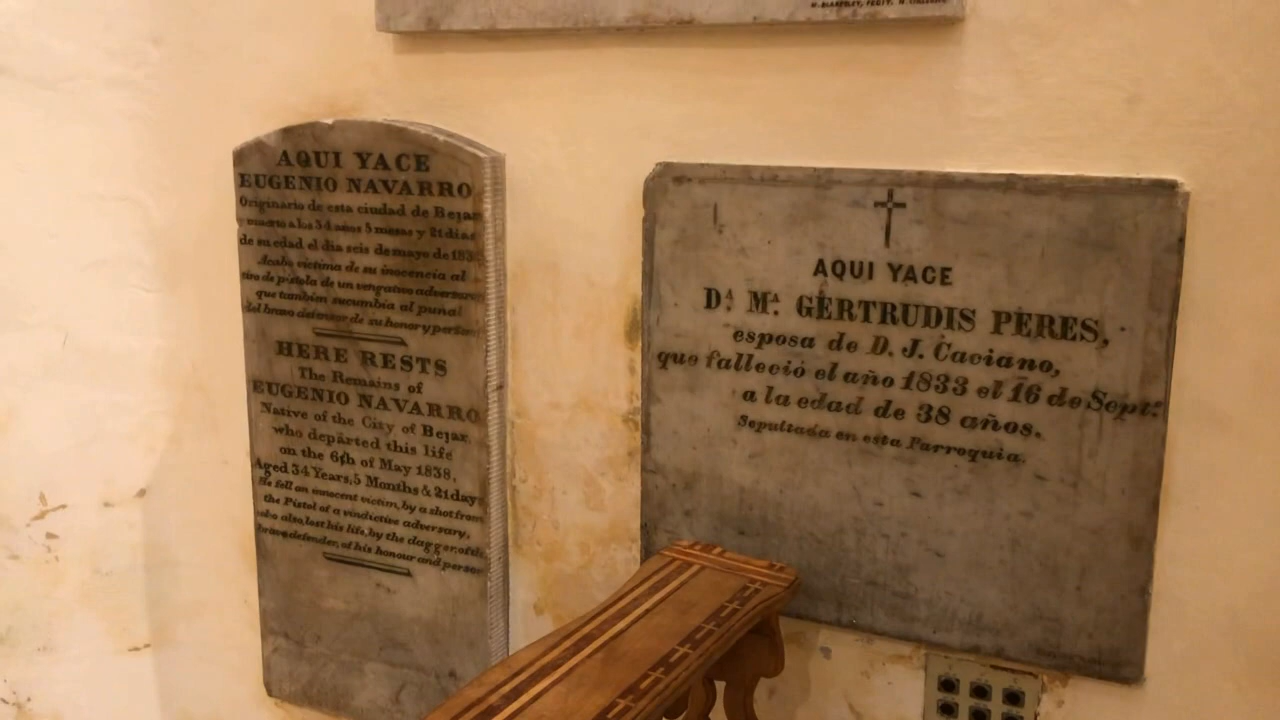 AQUI YACE
EUGENIO NAVARRO
Originario de esta ciudad de Bejar
y muerto a los 34 años 5 meses y 21 dias
de su edad el dia seis de mayo de 183
Acabo victima de su inocencia al
tiro de pistola de un vengativo adversario
que tambien sucumbia al punal
del brazo defensor de su honor y person
HERE RESTS
The Remains of
EUGENIO NAVARRO
Native of the City of Bejar
who departed this life
on the 6th of May 1838,
Aged 34 Years, 5 Months & 21 days
He fell an innocent victim, by a shot from
the Pistol of a vindictive adversary,
who also, lost his life, by the dagger, of the
brave defender, of his honour and person
AQUI YACE
Dᴬ. Mᴬ. GERTRUDIS PERES,
esposa de D. J. Caciano,
que falleció el año 1833 el 16 de Septᵉ.
a la edad de 38 años.
Sepultada en esta Parroquia.